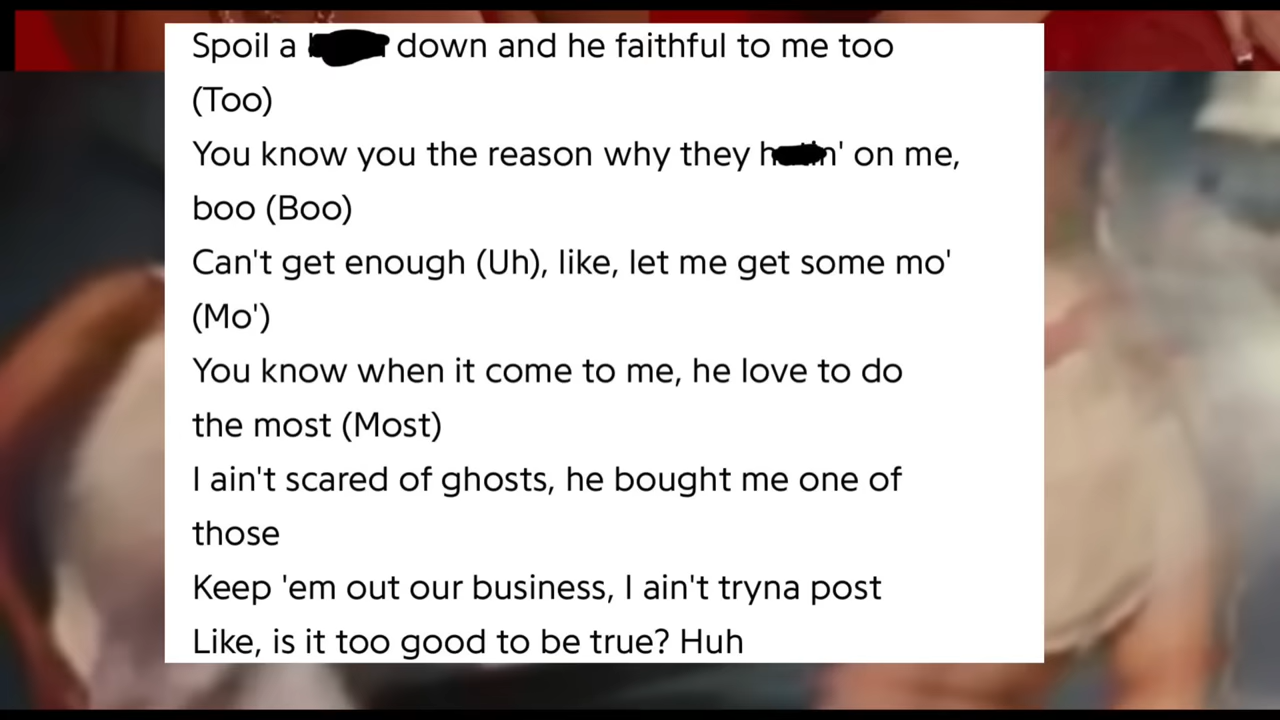 Spoil a down and he faithful to me too
(Too)
You know you the reason why they on me,
boo (Boo)
Can't get enough (Uh), like, let me get some mo'
(Mo')
You know when it come to me, he love to do
the most (Most)
I ain't scared of ghosts, he bought me one of
those
Keep 'em out our business, I ain't tryna post
Like, is it too good to be true? Huh